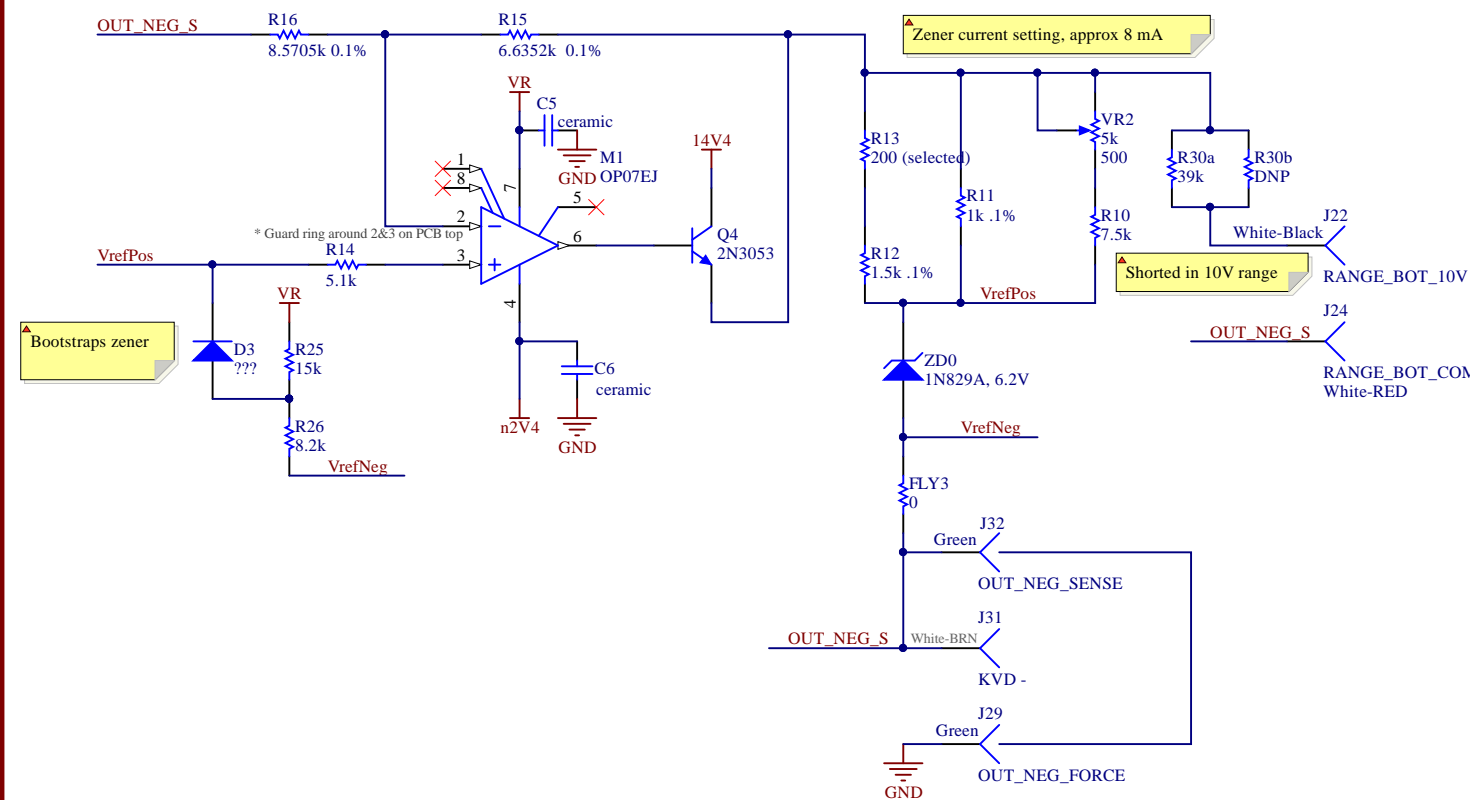 OUT_NEG_S
R16
8.5705k 0.1%
R15
6.6352k 0.1%
Zener current setting, approx 8 mA
VR
C5
ceramic
GND
M1
OP07EJ
14V4
1
8
7
5
2
3
6
4
* Guard ring around 2&3 on PCB top
VrefPos
R14
5.1k
Q4
2N3053
R13
200 (selected)
R11
1k .1%
R12
1.5k .1%
VR2
5k
500
R10
7.5k
R30a
39k
R30b
DNP
J22
White-Black
RANGE_BOT_10V
Shorted in 10V range
VrefPos
J24
OUT_NEG_S
RANGE_BOT_COM
White-RED
Bootstraps zener
D3
???
VR
R25
15k
R26
8.2k
VrefNeg
C6
ceramic
n2V4
GND
ZD0
1N829A, 6.2V
VrefNeg
FLY3
0
J32
Green
OUT_NEG_SENSE
J31
OUT_NEG_S
White-BRN
KVD -
J29
Green
OUT_NEG_FORCE
GND